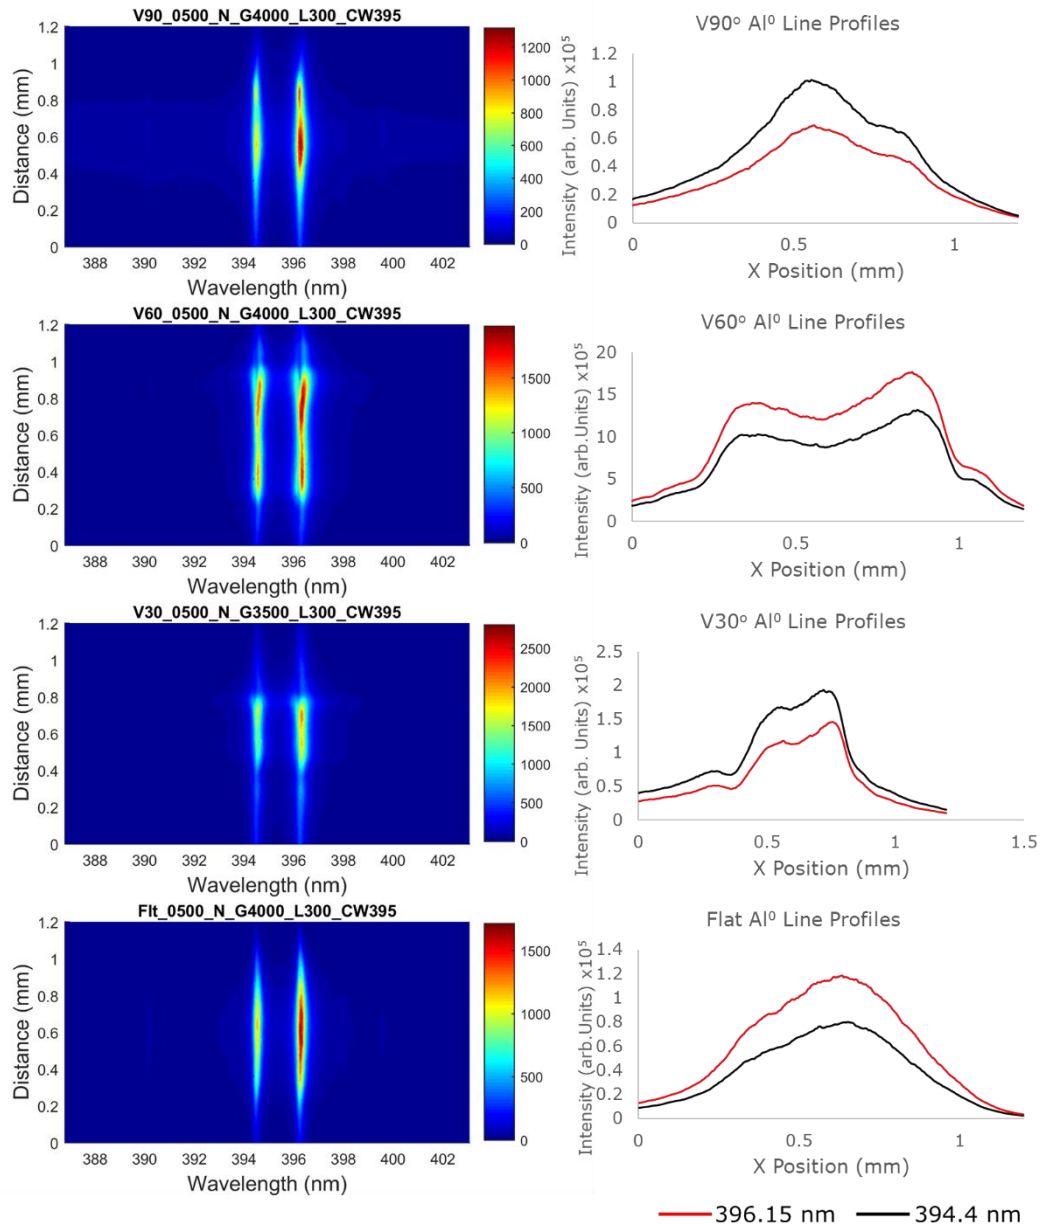 V90_0500_N_G4000_L300_CW395
1.2
1
0.8
0.6
0.4
0.2
0
Distance (mm)
388 390 392 394 396 398 400 402
Wavelength (nm)
1200
1000
800
600
400
200
0
V90º Al⁰ Line Profiles
Intensity (arb. Units) x10⁵
1.2
1
0.8
0.6
0.4
0.2
0
0 0.5 1
X Position (mm)
V60_0500_N_G4000_L300_CW395
1.2
1
0.8
0.6
0.4
0.2
0
Distance (mm)
388 390 392 394 396 398 400 402
Wavelength (nm)
1500
1000
500
0
V60º Al⁰ Line Profiles
Intensity (arb.Units) x10⁵
20
15
10
5
0
0 0.5 1
X Position (mm)
V30_0500_N_G3500_L300_CW395
1.2
1
0.8
0.6
0.4
0.2
0
Distance (mm)
388 390 392 394 396 398 400 402
Wavelength (nm)
2500
2000
1500
1000
500
0
V30º Al⁰ Line Profiles
Intensity (arb. Units) x10⁵
2.5
2
1.5
1
0.5
0
0 0.5 1 1.5
X Position (mm)
Flt_0500_N_G4000_L300_CW395
1.2
1
0.8
0.6
0.4
0.2
0
Distance (mm)
388 390 392 394 396 398 400 402
Wavelength (nm)
1500
1000
500
0
Flat Al⁰ Line Profiles
Intensity (arb.Units) x10⁵
1.4
1.2
1
0.8
0.6
0.4
0.2
0
0 0.5 1
X Position (mm)
396.15 nm 394.4 nm